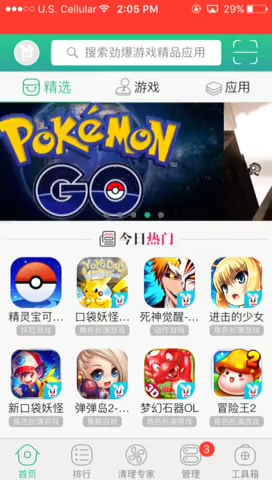 U.S. Cellular 2:05 PM 29%
搜索劲爆游戏精品应用
精选 游戏 应用
POKéMON
GO
今日热门
精灵宝可... 口袋妖怪... 死神觉醒-... 进击的少女
探险游戏 角色扮演游戏 动作游戏 角色扮演游戏
新口袋妖怪 弹弹岛2-... 梦幻石器OL 冒险王2
角色扮演游戏 策略游戏 角色扮演游戏 角色扮演游戏
3
首页 排行 清理专家 管理 工具箱